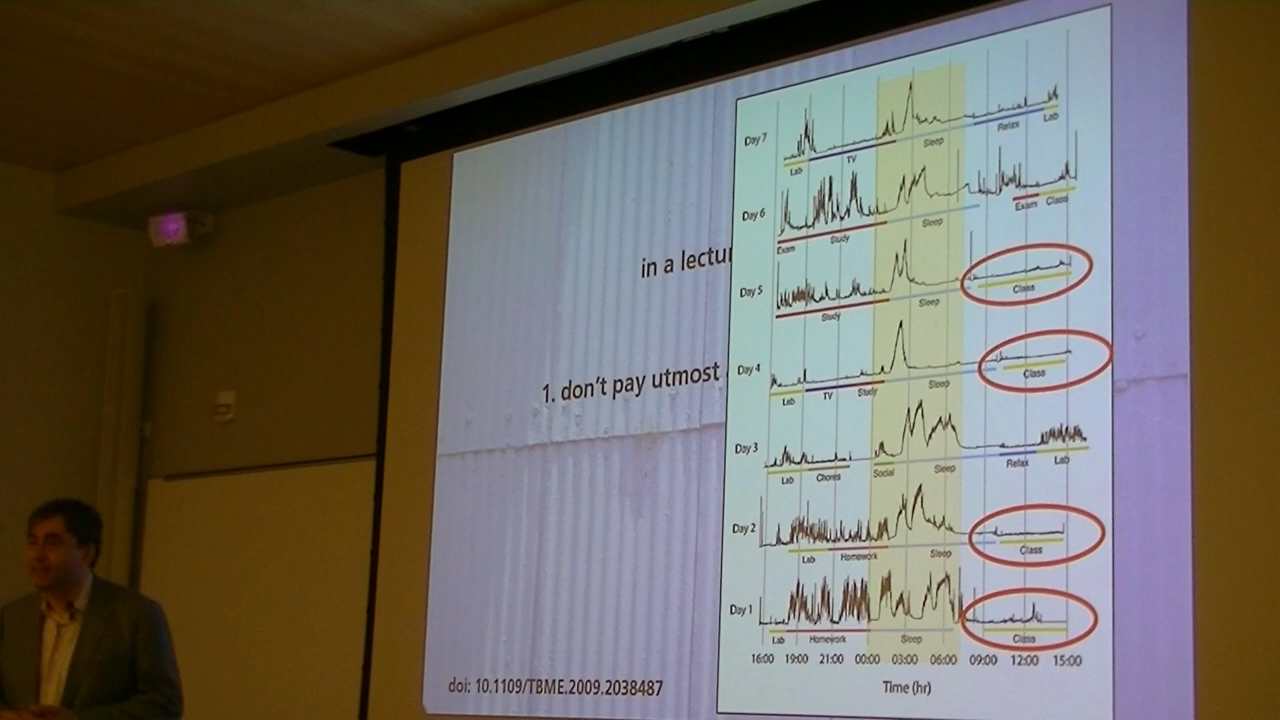 in a lectur
1. don't pay utmost
doi: 10.1109/TBME.2009.2038487
Day 7
Lab
TV
Sleep
Relax
Lab
Day 6
Exam
Study
Sleep
Exam
Class
Day 5
Study
Sleep
Class
Day 4
Lab
TV
Study
Sleep
Class
Day 3
Lab
Chores
Social
Sleep
Relax
Lab
Day 2
Lab
Homework
Sleep
Class
Day 1
Lab
Homework
Sleep
Class
16:00 19:00 21:00 00:00 03:00 06:00 09:00 12:00 15:00
Time (hr)